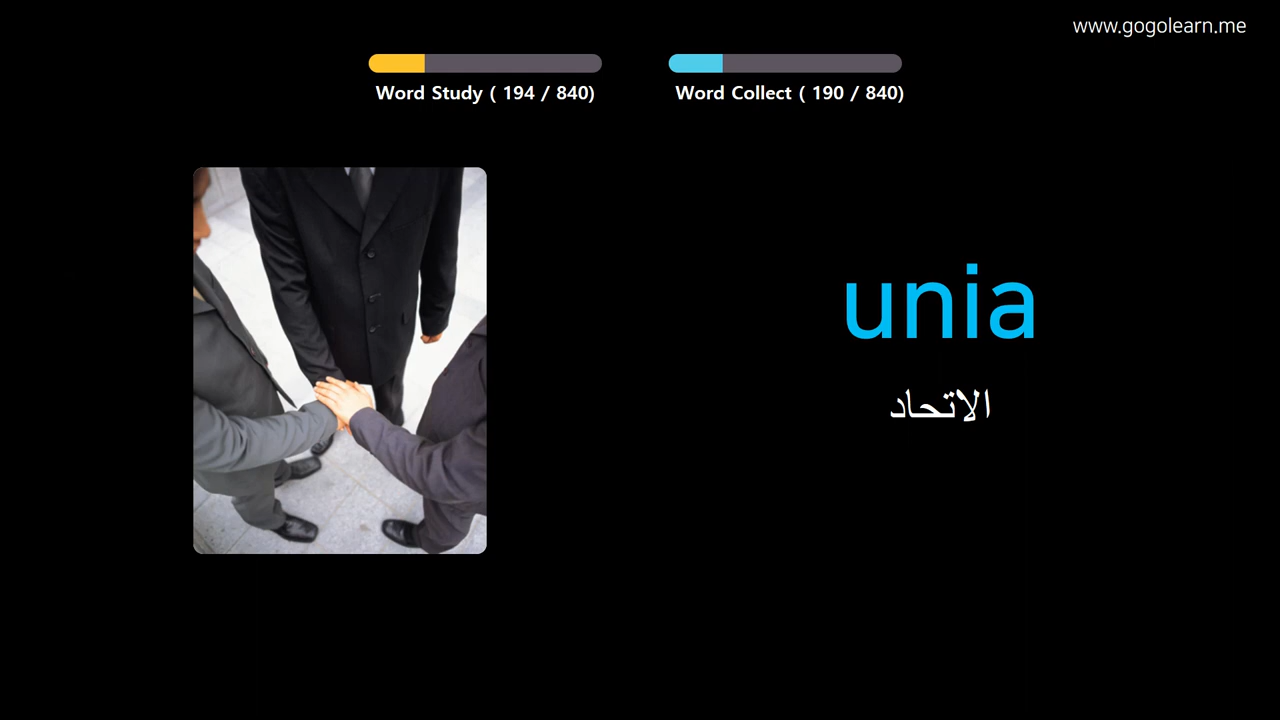 www.gogolearn.me
Word Study ( 194 / 840)
Word Collect ( 190 / 840)
unia
الاتحاد